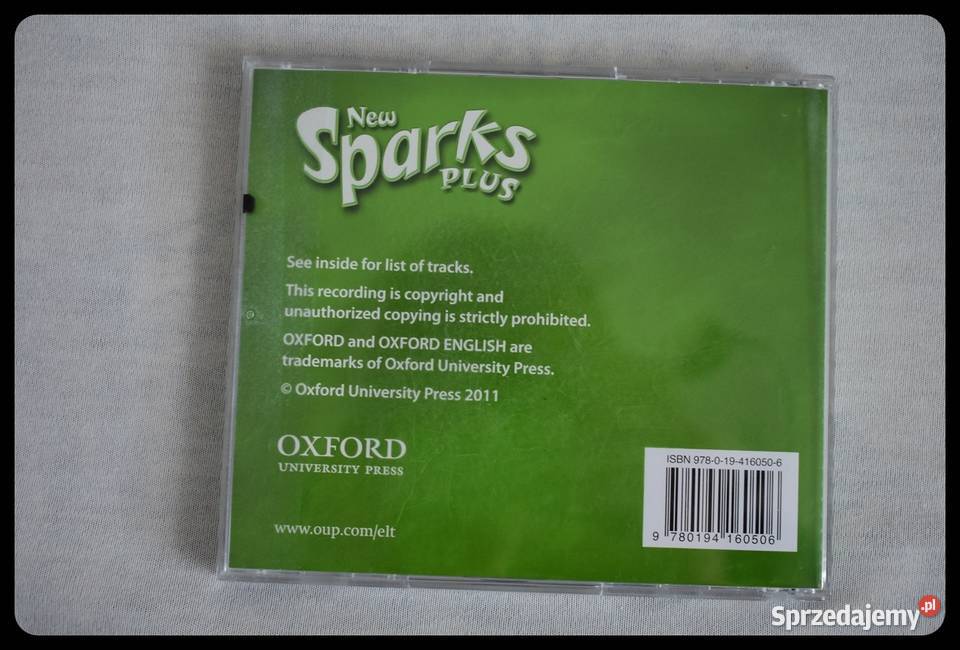 New
Sparks
PLUS
See inside for list of tracks.
This recording is copyright and
unauthorized copying is strictly prohibited.
OXFORD and OXFORD ENGLISH are
trademarks of Oxford University Press.
© Oxford University Press 2011
OXFORD
UNIVERSITY PRESS
www.oup.com/elt
ISBN 978-0-19-416050-6
9 780194 160506
Sprzedajemy.pl